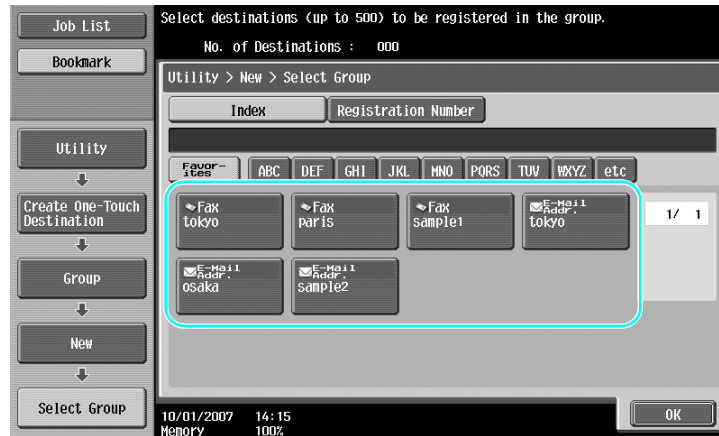 Job List
Bookmark
Select destinations (up to 500) to be registered in the group.
No. of Destinations : 000
Utility > New > Select Group
Index
Registration Number
Utility
Favor-
ites
ABC
DEF
GHI
JKL
MNO
PQRS
TUV
WXYZ
etc
Create One-Touch
Destination
Fax
tokyo
Fax
paris
Fax
sample1
E-Mail
Addr.
tokyo
1/ 1
E-Mail
Addr.
osaka
E-Mail
Addr.
sample2
Group
New
Select Group
10/01/2007 14:15
Memory 100%
OK